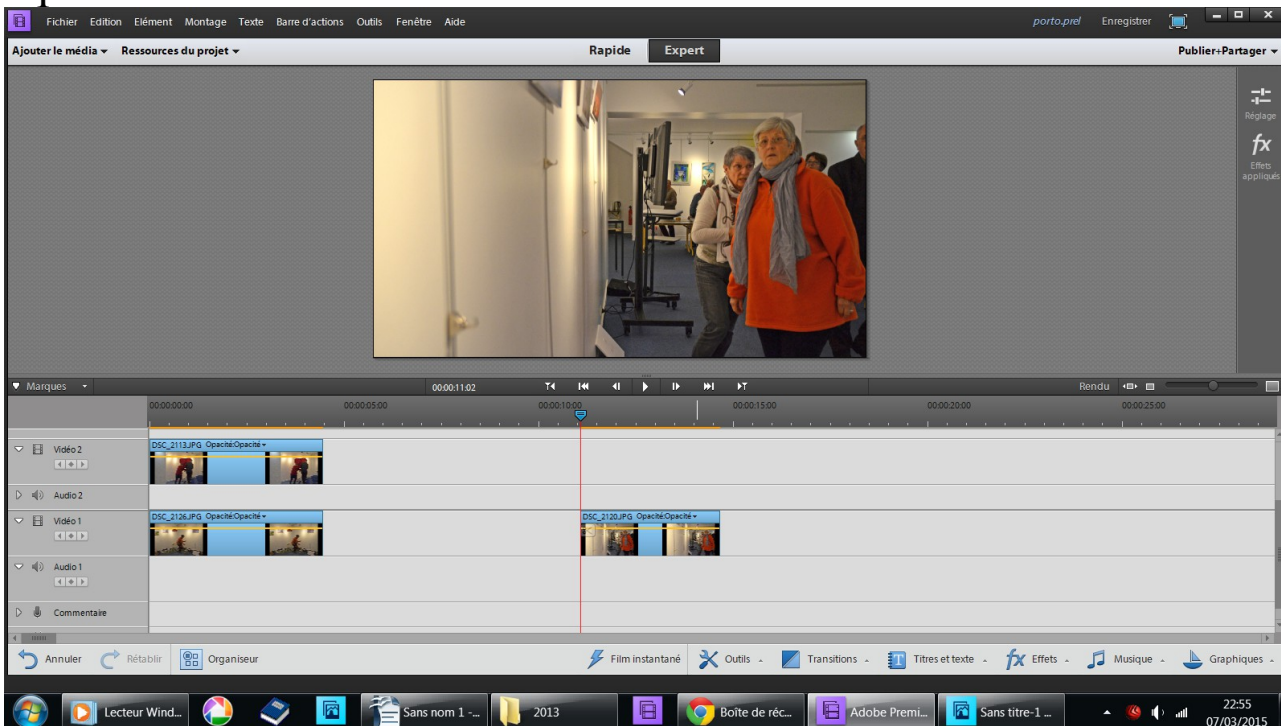 Fichier Edition Elément Montage Texte Barre d'actions Outils Fenêtre Aide porto.prel Enregistrer
Ajouter le média Ressources du projet Rapide Expert Publier+Partager
Réglage
fx
Effets appliqués
Marques 00:00:11:02 Rendu
00:00:00:00 00:00:05:00 00:00:10:00 00:00:15:00 00:00:20:00 00:00:25:00
DSC_2113.JPG Opacité:Opacité
Vidéo 2
Audio 2
DSC_2126.JPG Opacité:Opacité DSC_2120.JPG Opacité:Opacité
Vidéo 1
Audio 1
Commentaire
Annuler Rétablir Organiseur Film instantané Outils Transitions T Titres et texte fx Effets Musique Graphiques
Lecteur Wind... Sans nom 1 -... 2013 Boîte de réc... Adobe Premi... Sans titre-1 ... 22:55
07/03/2015